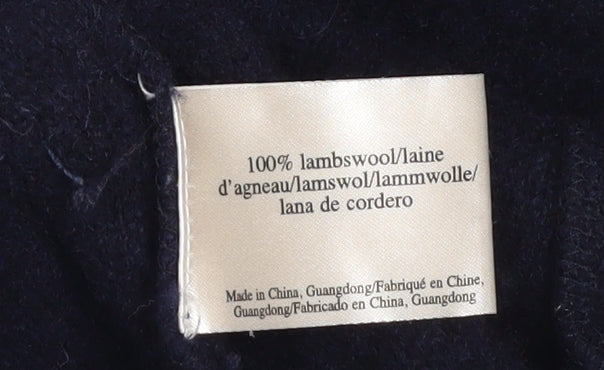 100% lambswool/laine
d'agneau/lamswol/lammwolle/
lana de cordero
Made in China, Guangdong/Fabriqué en Chine,
Guangdong/Fabricado en China, Guangdong